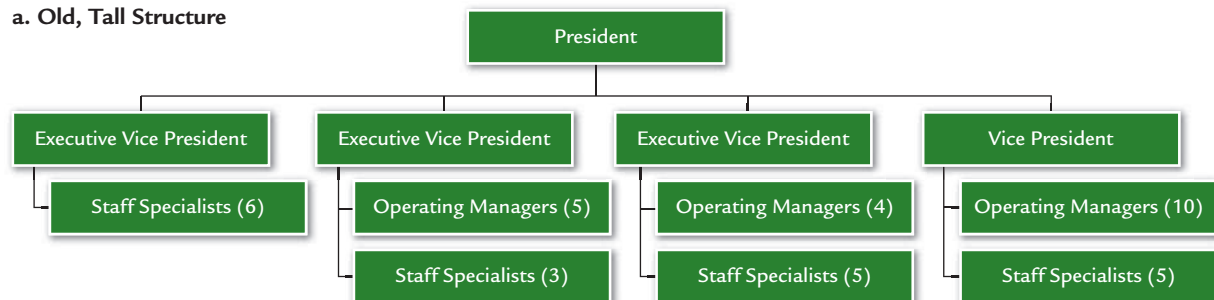 a. Old, Tall Structure
President
Executive Vice President
Executive Vice President
Executive Vice President
Vice President
Staff Specialists (6)
Operating Managers (5)
Operating Managers (4)
Operating Managers (10)
Staff Specialists (3)
Staff Specialists (5)
Staff Specialists (5)